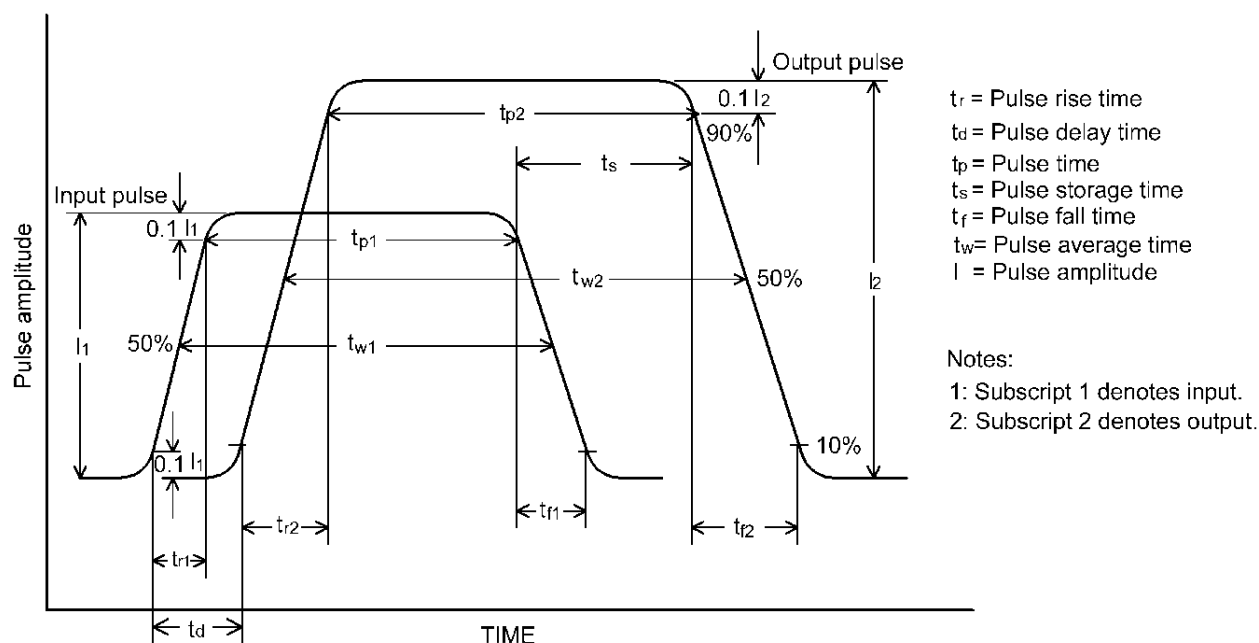 Output pulse
0.1 I2
90%
tp2
ts
Input pulse
0.1 I1
tp1
tw2
50%
I2
I1
50%
tw1
0.1 I1
10%
tr2
tf1
tf2
tr1
td
TIME
Pulse amplitude
tr = Pulse rise time
td = Pulse delay time
tp = Pulse time
ts = Pulse storage time
tf = Pulse fall time
tw= Pulse average time
I = Pulse amplitude
Notes:
1: Subscript 1 denotes input.
2: Subscript 2 denotes output.